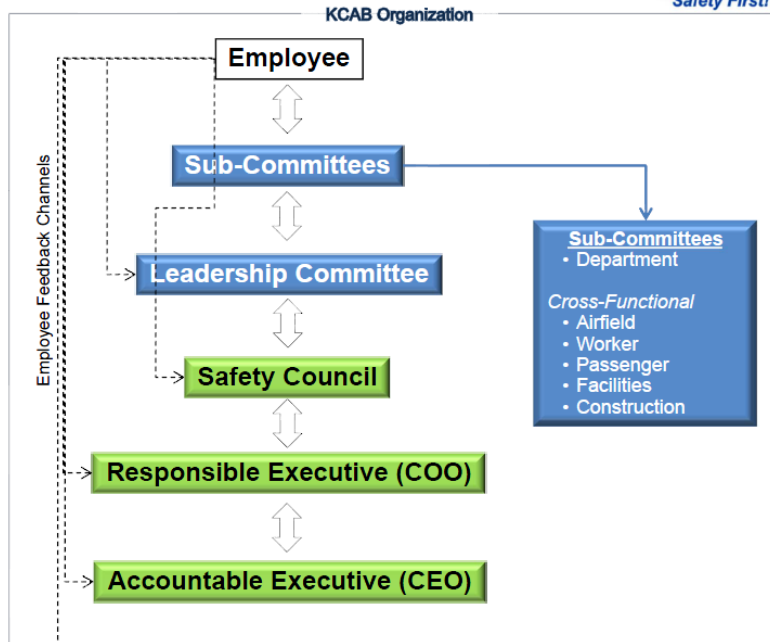 Safety First!
KCAB Organization
Employee
Sub-Committees
Leadership Committee
Safety Council
Responsible Executive (COO)
Accountable Executive (CEO)
Employee Feedback Channels
Sub-Committees
• Department
Cross-Functional
• Airfield
• Worker
• Passenger
• Facilities
• Construction